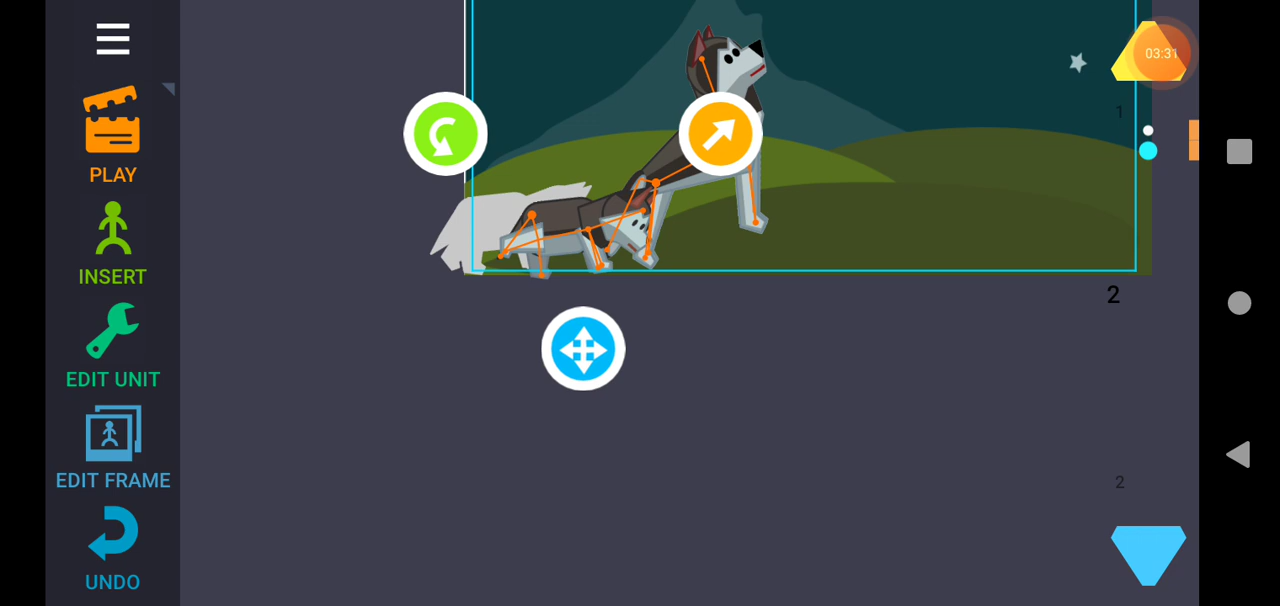 03:31
1
PLAY
INSERT
2
EDIT UNIT
EDIT FRAME
2
UNDO